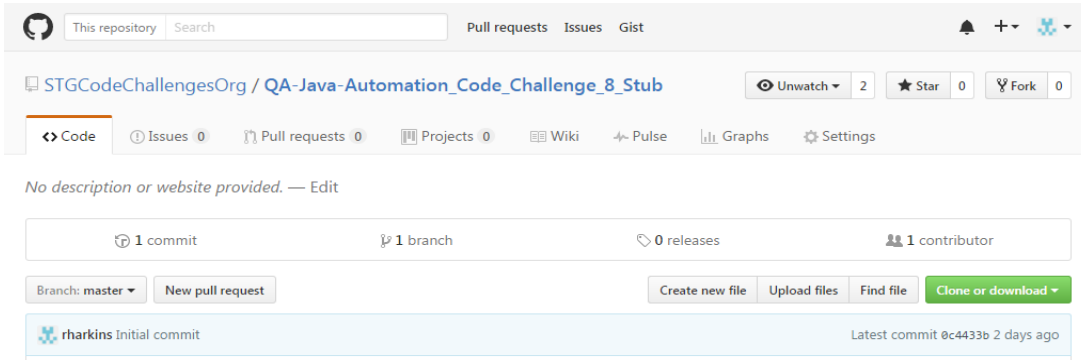 This repository Search Pull requests Issues Gist
STGCodeChallengesOrg / QA-Java-Automation_Code_Challenge_8_Stub Unwatch 2 Star 0 Fork 0
Code Issues 0 Pull requests 0 Projects 0 Wiki Pulse Graphs Settings
No description or website provided. — Edit
1 commit 1 branch 0 releases 1 contributor
Branch: master New pull request Create new file Upload files Find file Clone or download
rharkins Initial commit Latest commit 0c4433b 2 days ago